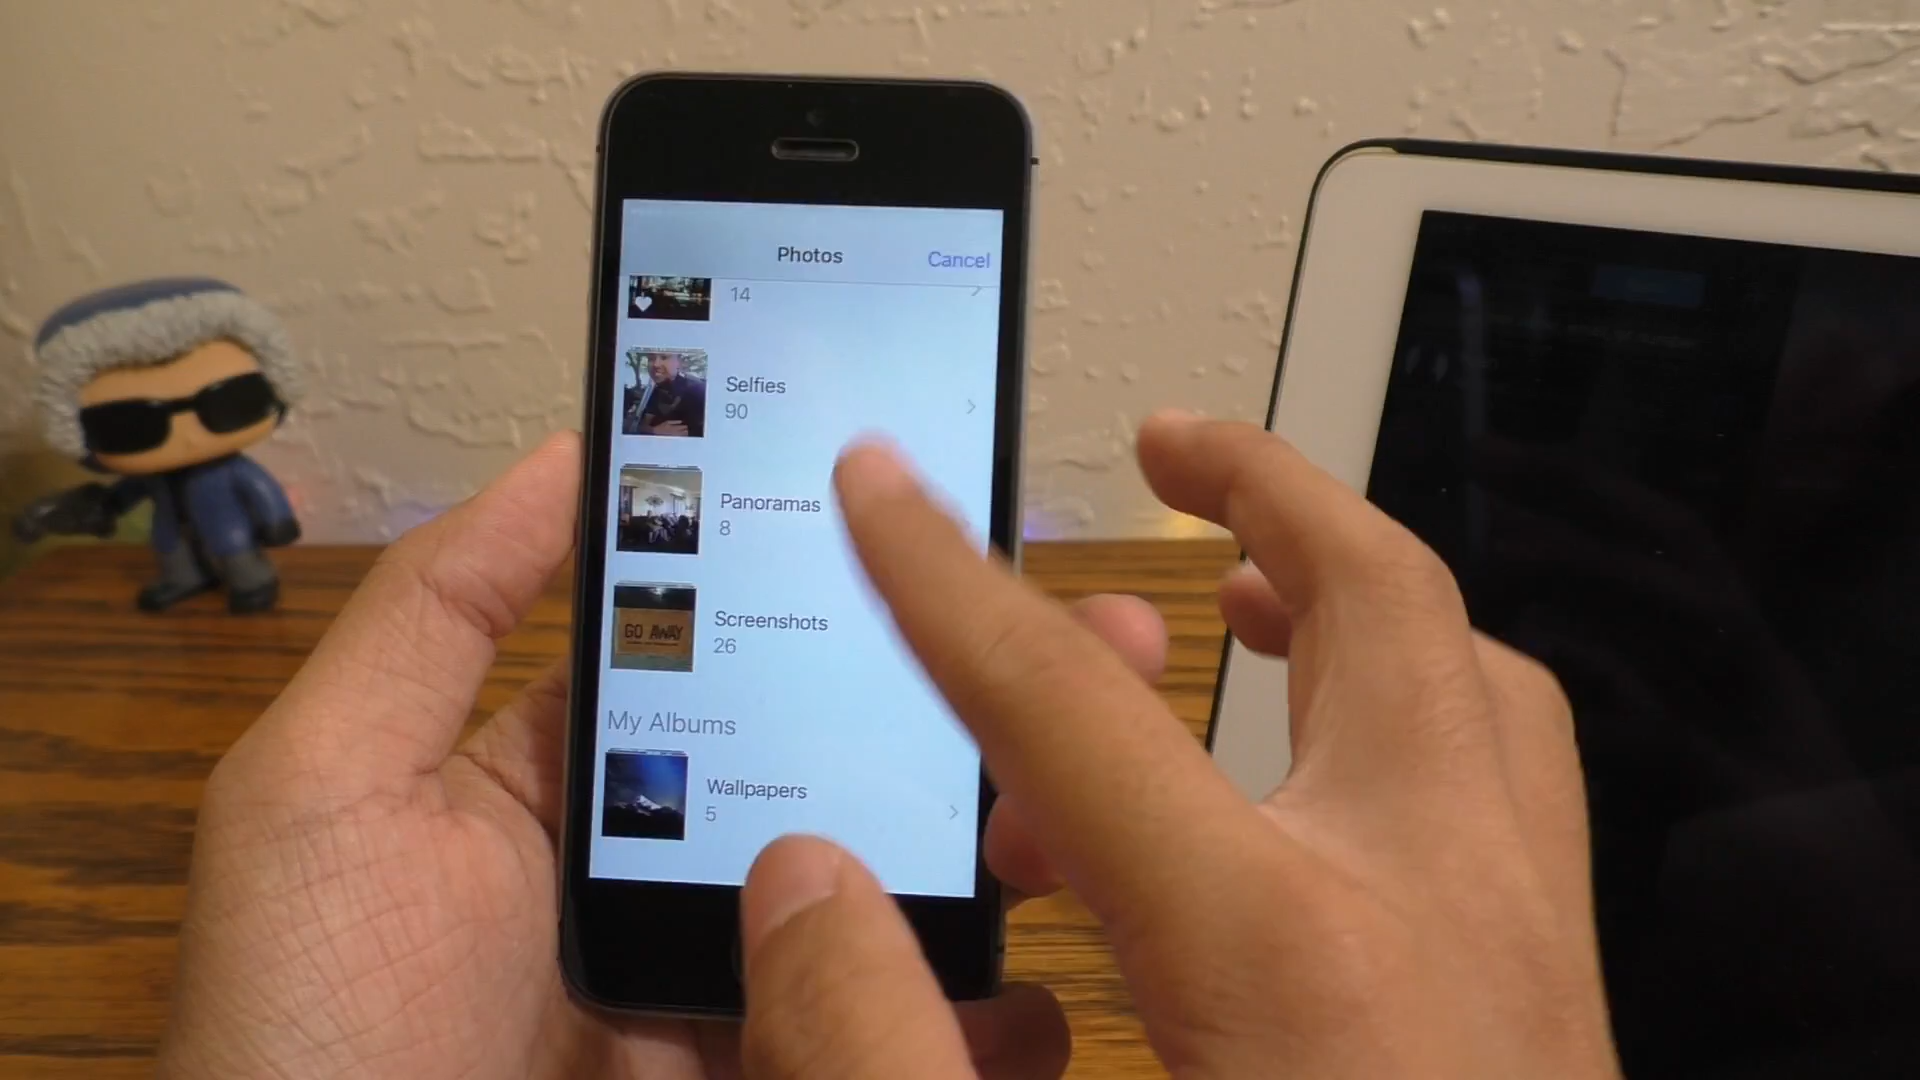 Photos
Cancel
14
Selfies
90
Panoramas
8
Screenshots
26
GO AWAY
My Albums
Wallpapers
5